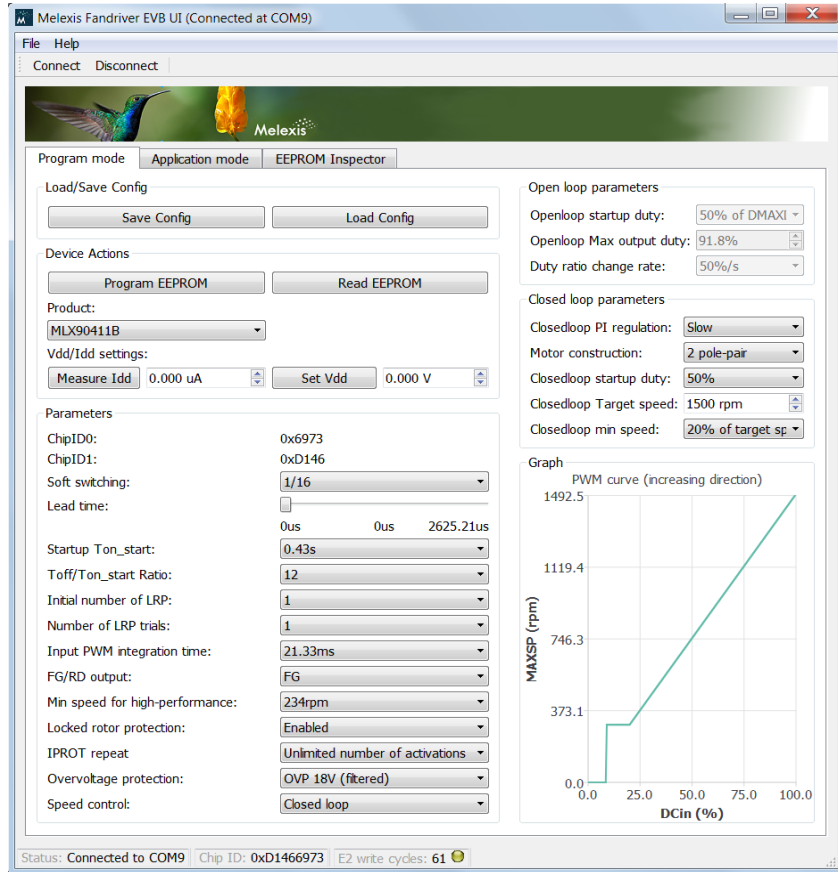 Melexis Fandriver EVB UI (Connected at COM9)
File Help
Connect Disconnect
Melexis
Program mode Application mode EEPROM Inspector
Load/Save Config
Save Config Load Config
Device Actions
Program EEPROM Read EEPROM
Product:
MLX90411B
Vdd/Idd settings:
Measure Idd 0.000 uA Set Vdd 0.000 V
Parameters
ChipID0: 0x6973
ChipID1: 0xD146
Soft switching: 1/16
Lead time:
0us 0us 2625.21us
Startup Ton_start: 0.43s
Toff/Ton_start Ratio: 12
Initial number of LRP: 1
Number of LRP trials: 1
Input PWM integration time: 21.33ms
FG/RD output: FG
Min speed for high-performance: 234rpm
Locked rotor protection: Enabled
IPROT repeat Unlimited number of activations
Overvoltage protection: OVP 18V (filtered)
Speed control: Closed loop
Open loop parameters
Openloop startup duty: 50% of DMAXI
Openloop Max output duty: 91.8%
Duty ratio change rate: 50%/s
Closed loop parameters
Closedloop PI regulation: Slow
Motor construction: 2 pole-pair
Closedloop startup duty: 50%
Closedloop Target speed: 1500 rpm
Closedloop min speed: 20% of target sp
Graph
PWM curve (increasing direction)
1492.5
1119.4
746.3
373.1
0.0
MAXSP (rpm)
0.0 25.0 50.0 75.0 100.0
DCin (%)
Status: Connected to COM9 Chip ID: 0xD1466973 E2 write cycles: 61